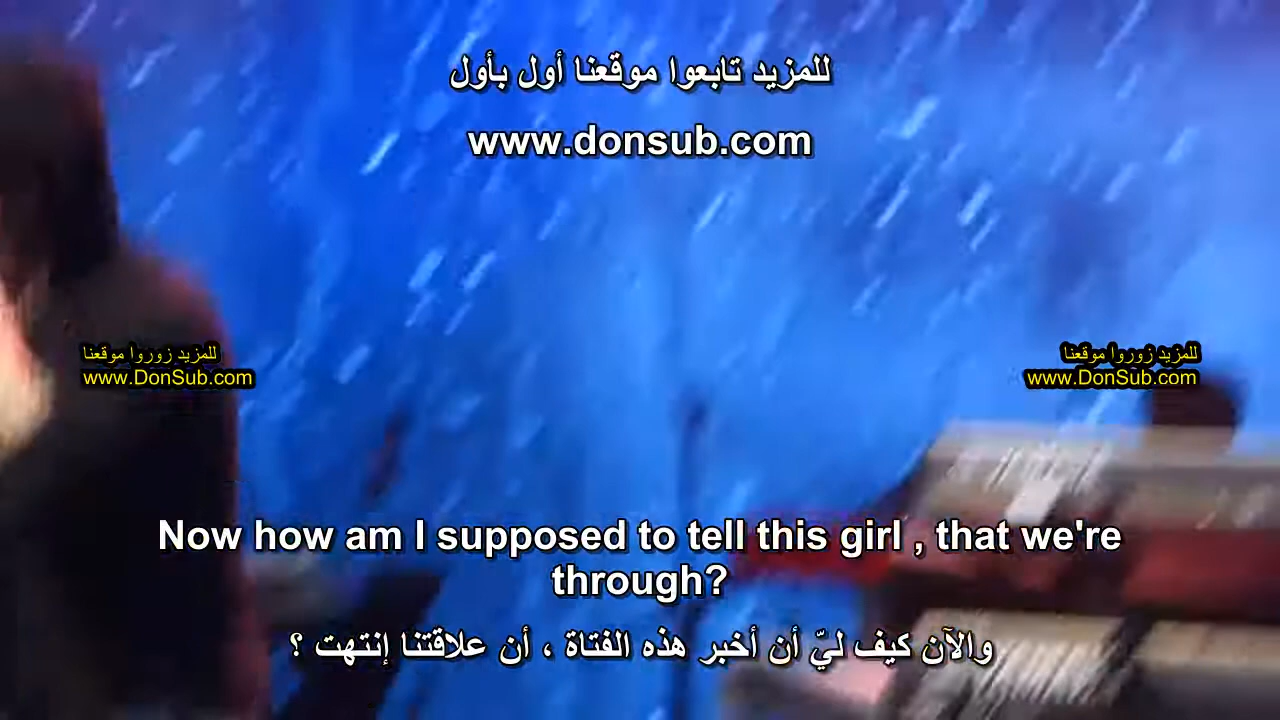 للمزيد تابعوا موقعنا أول بأول
www.donsub.com
للمزيد زوروا موقعنا
www.DonSub.com
للمزيد زوروا موقعنا
www.DonSub.com
Now how am I supposed to tell this girl , that we're
through?
والآن كيف ليّ أن أخبر هذه الفتاة ، أن علاقتنا إنتهت ؟